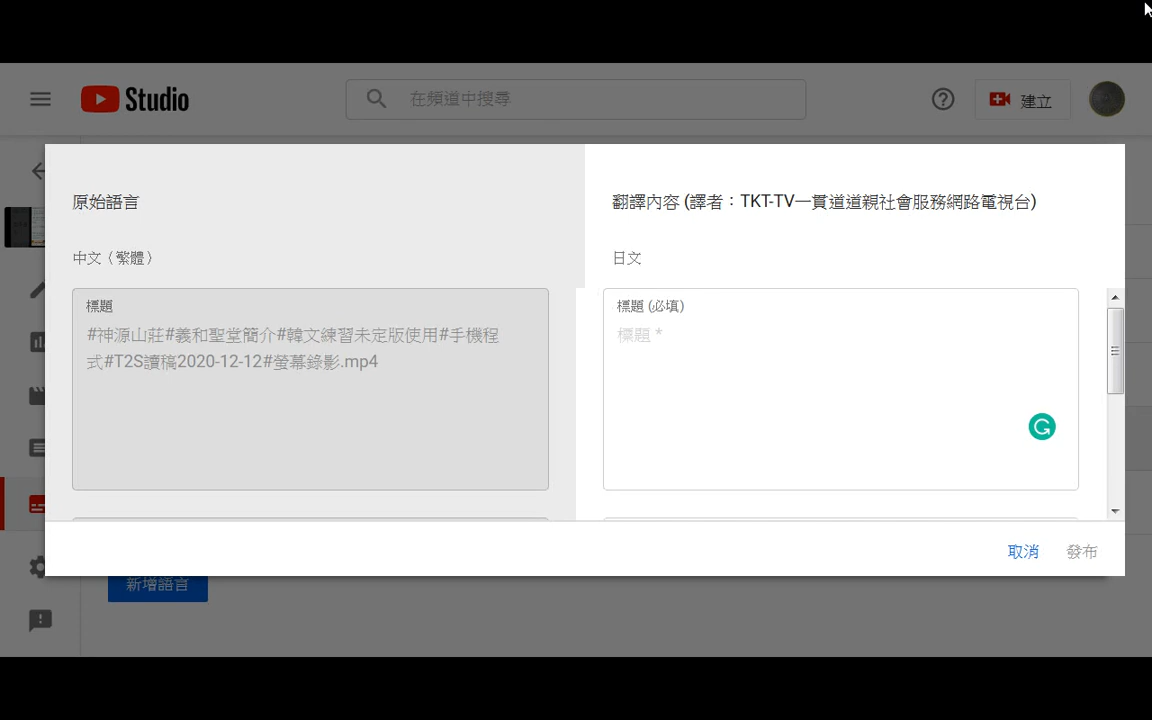 Studio
在頻道中搜尋
建立
原始語言
翻譯內容 (譯者：TKT-TV一貫道道親社會服務網路電視台)
中文（繁體）
日文
標題
#神源山莊#義和聖堂簡介#韓文練習未定版使用#手機程
式#T2S讀稿2020-12-12#螢幕錄影.mp4
標題 (必填)
標題 *
取消
發布
新增語言